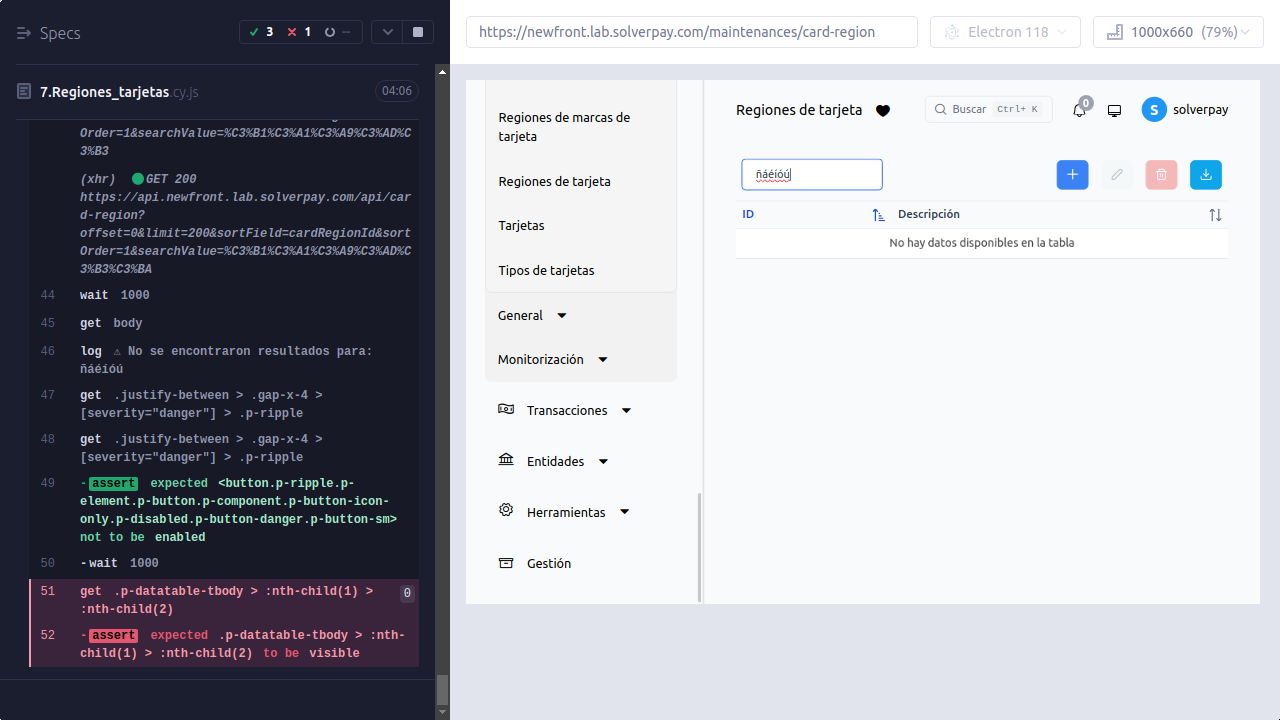 Specs
3
1
--
7.Regiones_tarjetas.cy.js
04:06
Order=1&searchValue=%C3%B1%C3%A1%C3%A9%C3%AD%C
3%B3
(xhr) GET 200
https://api.newfront.lab.solverpay.com/api/car
d-region?
offset=0&limit=200&sortField=cardRegionId&sort
Order=1&searchValue=%C3%B1%C3%A1%C3%A9%C3%AD%C
3%B3%C3%BA
44 wait 1000
45 get body
46 log ⚠ No se encontraron resultados para:
ñáéíóú
47 get .justify-between > .gap-x-4 >
[severity="danger"] > .p-ripple
48 get .justify-between > .gap-x-4 >
[severity="danger"] > .p-ripple
49 -assert expected <button.p-ripple.p-
element.p-button.p-component.p-button-icon-
only.p-disabled.p-button-danger.p-button-sm>
not to be enabled
50 -wait 1000
51 get .p-datatable-tbody > :nth-child(1) >
:nth-child(2)
0
52 -assert expected .p-datatable-tbody > :nth-
child(1) > :nth-child(2) to be visible
https://newfront.lab.solverpay.com/maintenances/card-region
Electron 118
1000x660 (79%)
Regiones de marcas de
tarjeta
Regiones de tarjeta
Tarjetas
Tipos de tarjetas
General
Monitorización
Transacciones
Entidades
Herramientas
Gestión
Regiones de tarjeta
Buscar Ctrl+ K
0
S solverpay
ñáéíóú
ID
Descripción
No hay datos disponibles en la tabla